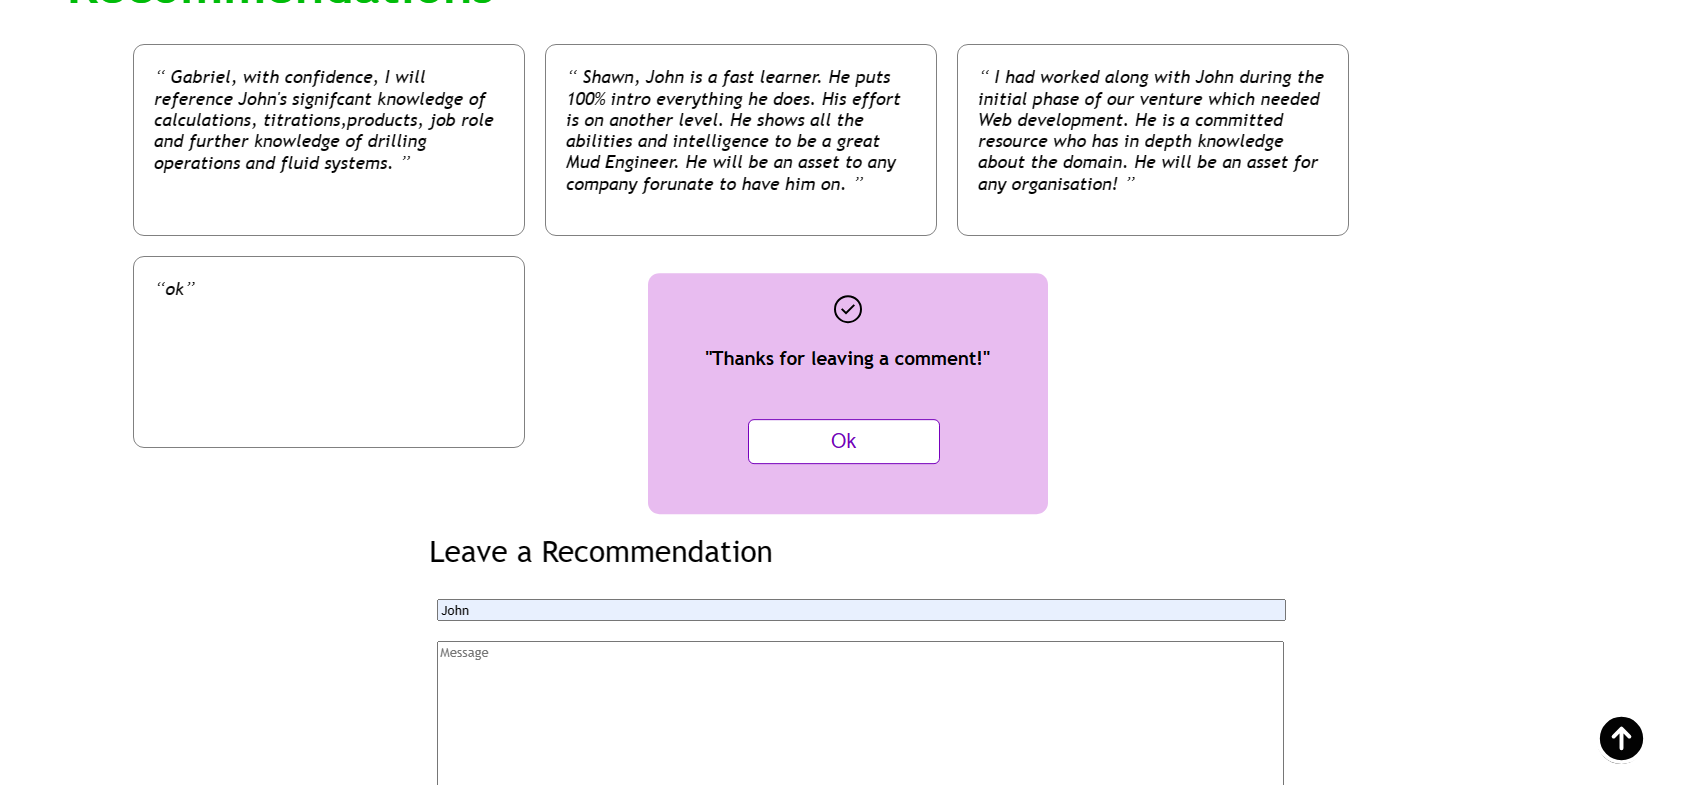 Recommendations
“ Gabriel, with confidence, I will
reference John's signifcant knowledge of
calculations, titrations,products, job role
and further knowledge of drilling
operations and fluid systems. ”
“ Shawn, John is a fast learner. He puts
100% intro everything he does. His effort
is on another level. He shows all the
abilities and intelligence to be a great
Mud Engineer. He will be an asset to any
company forunate to have him on. ”
“ I had worked along with John during the
initial phase of our venture which needed
Web development. He is a committed
resource who has in depth knowledge
about the domain. He will be an asset for
any organisation! ”
“ok”
"Thanks for leaving a comment!"
Ok
Leave a Recommendation
John
Message